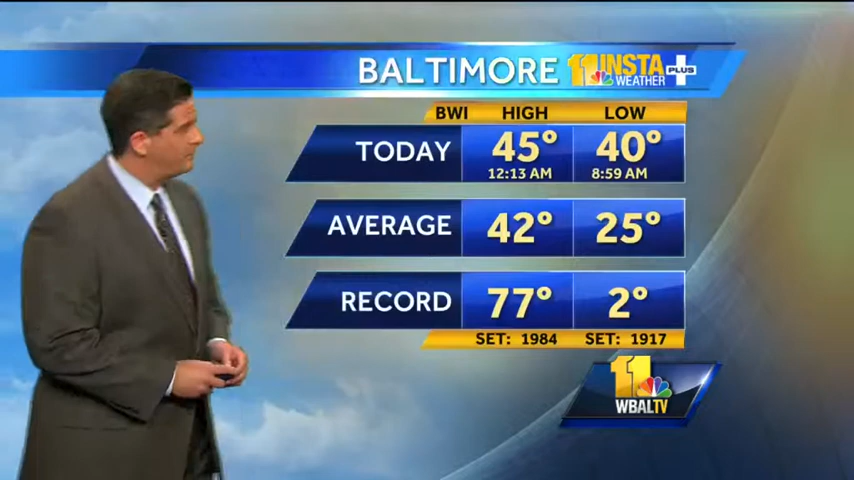 BALTIMORE 11 INSTA WEATHER PLUS
BWI HIGH LOW
TODAY 45° 40°
12:13 AM 8:59 AM
AVERAGE 42° 25°
RECORD 77° 2°
SET: 1984 SET: 1917
11
WBALTV